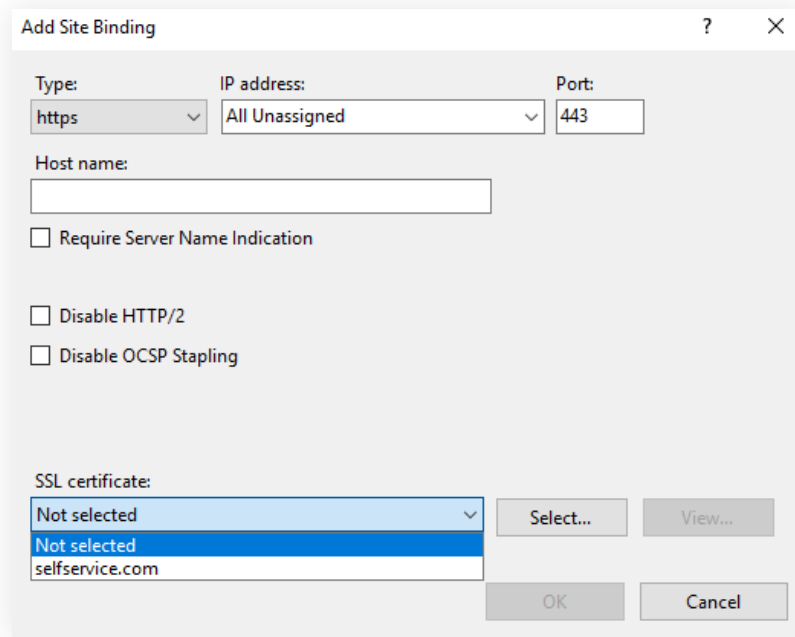 Add Site Binding ? ×
Type: IP address: Port:
https All Unassigned 443
Host name:
Require Server Name Indication
Disable HTTP/2
Disable OCSP Stapling
SSL certificate:
Not selected Select... View...
Not selected
selfservice.com
OK Cancel